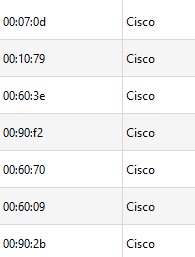 00:07:0d Cisco
00:10:79 Cisco
00:60:3e Cisco
00:90:f2 Cisco
00:60:70 Cisco
00:60:09 Cisco
00:90:2b Cisco